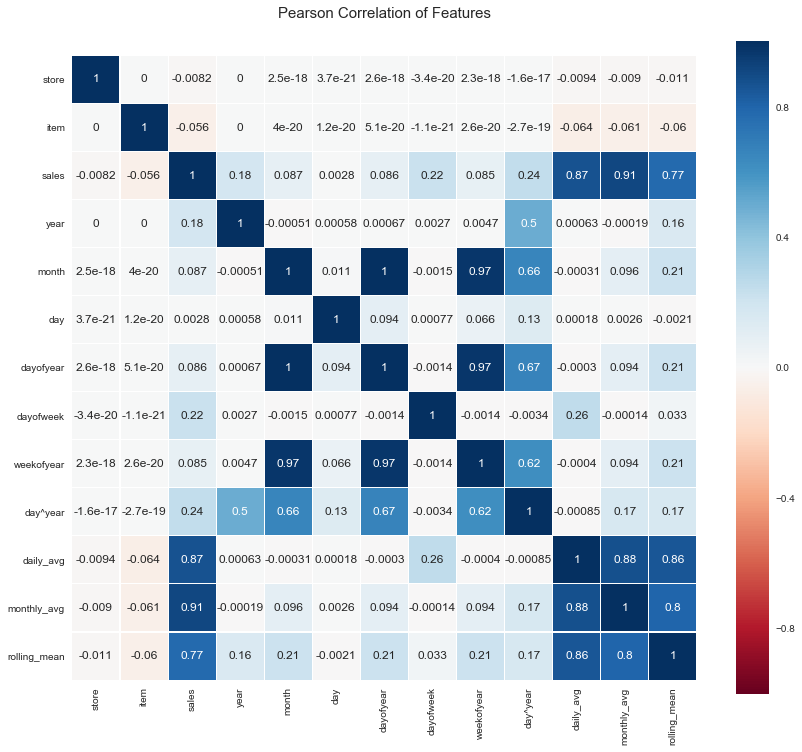 Pearson Correlation of Features
store 1 0 -0.0082 0 2.5e-18 3.7e-21 2.6e-18 -3.4e-20 2.3e-18 -1.6e-17 -0.0094 -0.009 -0.011
item 0 1 -0.056 0 4e-20 1.2e-20 5.1e-20 -1.1e-21 2.6e-20 -2.7e-19 -0.064 -0.061 -0.06
sales -0.0082 -0.056 1 0.18 0.087 0.0028 0.086 0.22 0.085 0.24 0.87 0.91 0.77
year 0 0 0.18 1 -0.00051 0.00058 0.00067 0.0027 0.0047 0.5 0.00063 -0.00019 0.16
month 2.5e-18 4e-20 0.087 -0.00051 1 0.011 1 -0.0015 0.97 0.66 -0.00031 0.096 0.21
day 3.7e-21 1.2e-20 0.0028 0.00058 0.011 1 0.094 0.00077 0.066 0.13 0.00018 0.0026 -0.0021
dayofyear 2.6e-18 5.1e-20 0.086 0.00067 1 0.094 1 -0.0014 0.97 0.67 -0.0003 0.094 0.21
dayofweek -3.4e-20 -1.1e-21 0.22 0.0027 -0.0015 0.00077 -0.0014 1 -0.0014 -0.0034 0.26 -0.00014 0.033
weekofyear 2.3e-18 2.6e-20 0.085 0.0047 0.97 0.066 0.97 -0.0014 1 0.62 -0.0004 0.094 0.21
day^year -1.6e-17 -2.7e-19 0.24 0.5 0.66 0.13 0.67 -0.0034 0.62 1 -0.00085 0.17 0.17
daily_avg -0.0094 -0.064 0.87 0.00063 -0.00031 0.00018 -0.0003 0.26 -0.0004 -0.00085 1 0.88 0.86
monthly_avg -0.009 -0.061 0.91 -0.00019 0.096 0.0026 0.094 -0.00014 0.094 0.17 0.88 1 0.8
rolling_mean -0.011 -0.06 0.77 0.16 0.21 -0.0021 0.21 0.033 0.21 0.17 0.86 0.8 1
store item sales year month day dayofyear dayofweek weekofyear day^year daily_avg monthly_avg rolling_mean
0.8
0.4
0.0
−0.4
−0.8